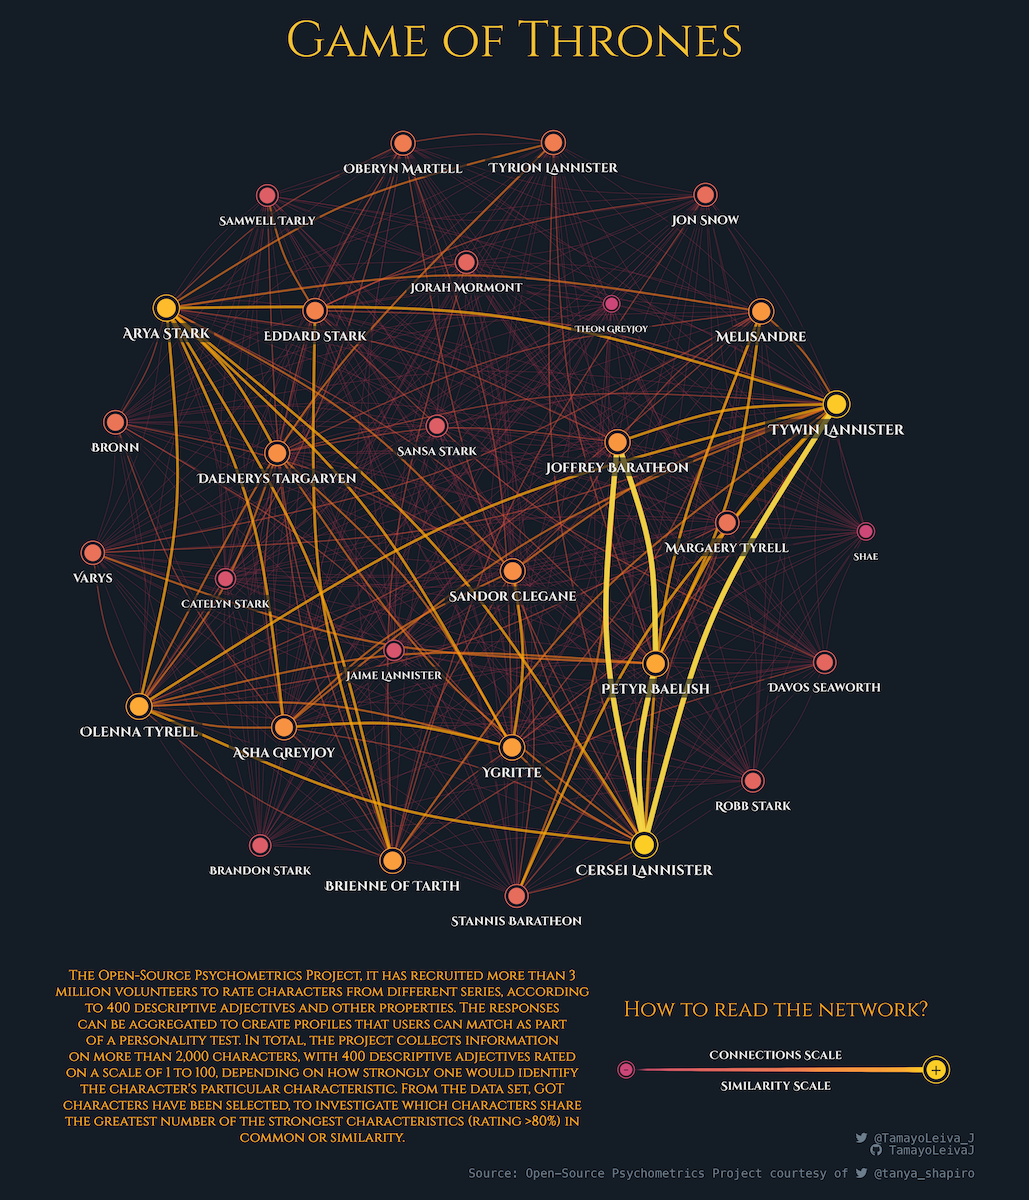 Game of Thrones
Oberyn Martell
Tyrion Lannister
Samwell Tarly
Jon Snow
Jorah Mormont
Theon Greyjoy
Arya Stark
Eddard Stark
Melisandre
Tywin Lannister
Bronn
Sansa Stark
Joffrey Baratheon
Daenerys Targaryen
Margaery Tyrell
Shae
Varys
Sandor Clegane
Catelyn Stark
Jaime Lannister
Petyr Baelish
Davos Seaworth
Olenna Tyrell
Asha Greyjoy
Ygritte
Robb Stark
Brandon Stark
Cersei Lannister
Brienne of Tarth
Stannis Baratheon
The Open-Source Psychometrics Project, it has recruited more than 3
million volunteers to rate characters from different series, according
to 400 descriptive adjectives and other properties. The responses
can be aggregated to create profiles that users can match as part
of a personality test. In total, the project collects information
on more than 2,000 characters, with 400 descriptive adjectives rated
on a scale of 1 to 100, depending on how strongly one would identify
the character's particular characteristic. From the data set, GOT
characters have been selected, to investigate which characters share
the greatest number of the strongest characteristics (rating >80%) in
common or similarity.
How to read the network?
Connections Scale
- +
Similarity Scale
@TamayoLeiva_J
TamayoLeivaJ
Source: Open-Source Psychometrics Project courtesy of @tanya_shapiro